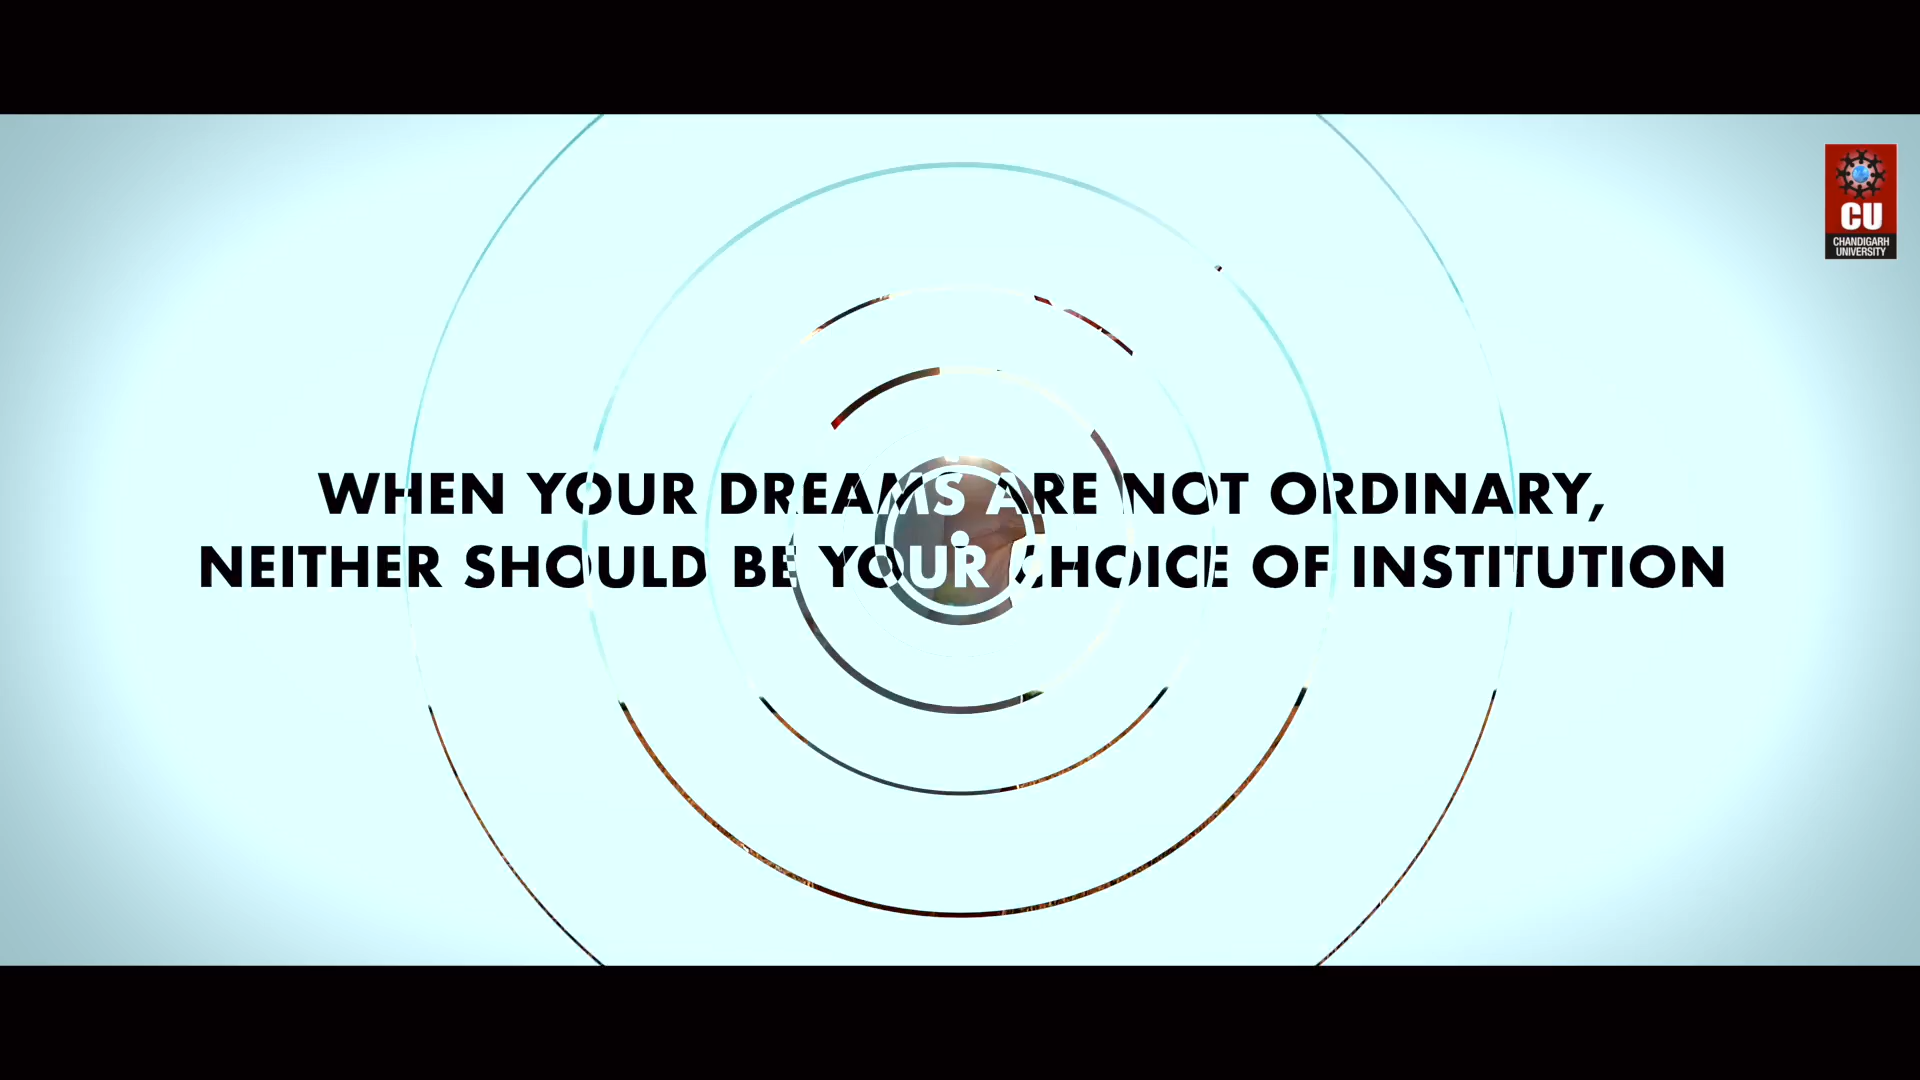 CU
CHANDIGARH
UNIVERSITY
WHEN YOUR DREAMS ARE NOT ORDINARY,
NEITHER SHOULD BE YOUR CHOICE OF INSTITUTION